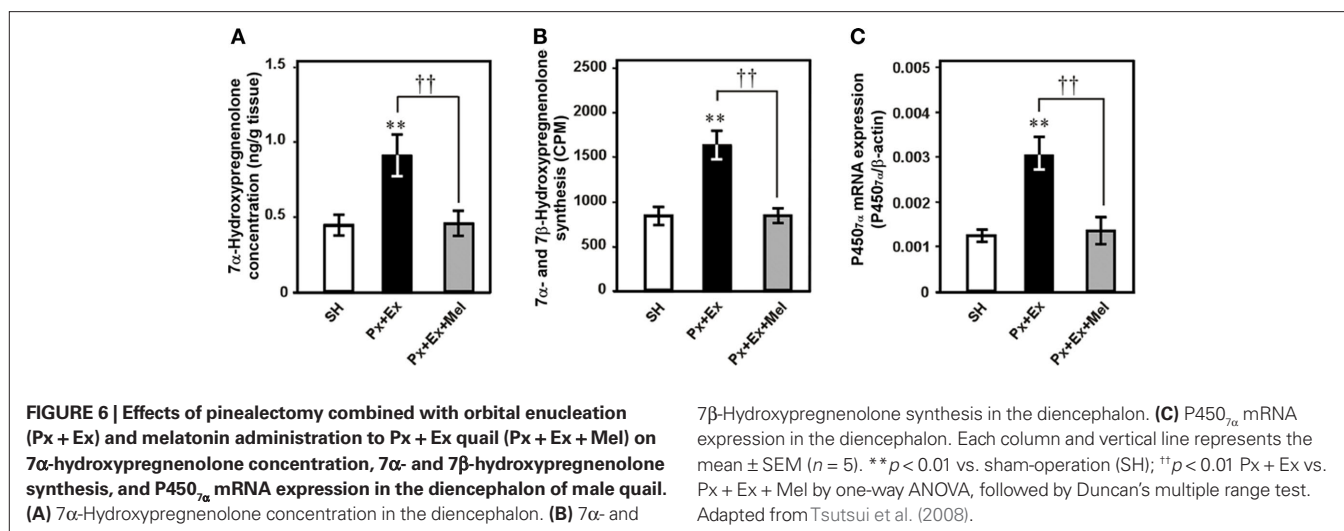 A
7α-Hydroxypregnenolone
concentration (ng/g tissue)
1.5
1.0
0.5
0
**
††
SH
Px+Ex
Px+Ex+Mel
B
7α- and 7β-Hydroxypregnenolone
synthesis (CPM)
2500
2000
1500
1000
500
0
**
††
SH
Px+Ex
Px+Ex+Mel
C
P4507α mRNA expression
(P4507α/β-actin)
0.005
0.004
0.003
0.002
0.001
0
**
††
SH
Px+Ex
Px+Ex+Mel
FIGURE 6 | Effects of pinealectomy combined with orbital enucleation
(Px + Ex) and melatonin administration to Px + Ex quail (Px + Ex + Mel) on
7α-hydroxypregnenolone concentration, 7α- and 7β-hydroxypregnenolone
synthesis, and P4507α mRNA expression in the diencephalon of male quail.
(A) 7α-Hydroxypregnenolone concentration in the diencephalon. (B) 7α- and
7β-Hydroxypregnenolone synthesis in the diencephalon. (C) P4507α mRNA
expression in the diencephalon. Each column and vertical line represents the
mean ± SEM (n = 5). **p < 0.01 vs. sham-operation (SH); ††p < 0.01 Px + Ex vs.
Px + Ex + Mel by one-way ANOVA, followed by Duncan's multiple range test.
Adapted from Tsutsui et al. (2008).